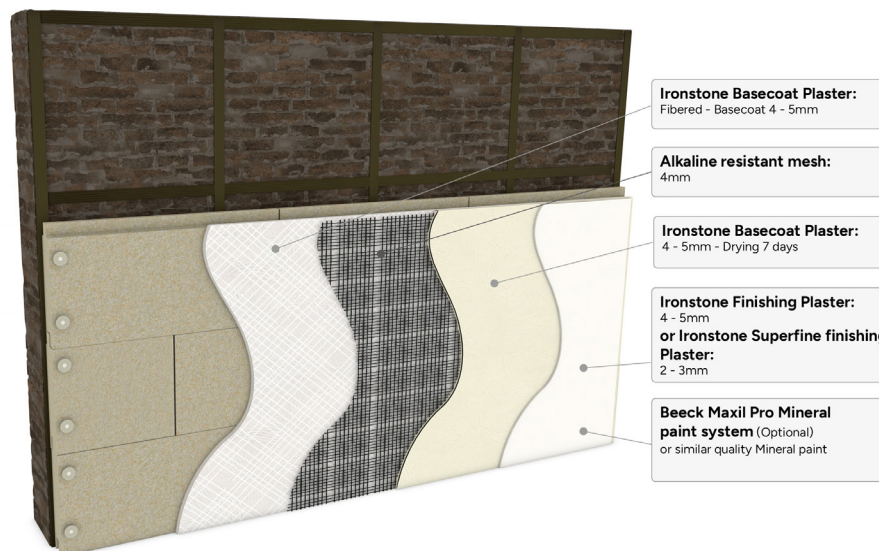 Ironstone Basecoat Plaster:
Fibered - Basecoat 4 - 5mm
Alkaline resistant mesh:
4mm
Ironstone Basecoat Plaster:
4 - 5mm - Drying 7 days
Ironstone Finishing Plaster:
4 - 5mm
or Ironstone Superfine finishing
Plaster:
2 - 3mm
Beeck Maxil Pro Mineral
paint system (Optional)
or similar quality Mineral paint